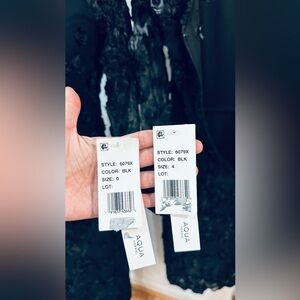 STYLE: 6079X
COLOR: BLK
SIZE: 0
LOT:
STYLE: 6079X
COLOR: BLK
SIZE: 4
LOT:
AQUA
AQUA